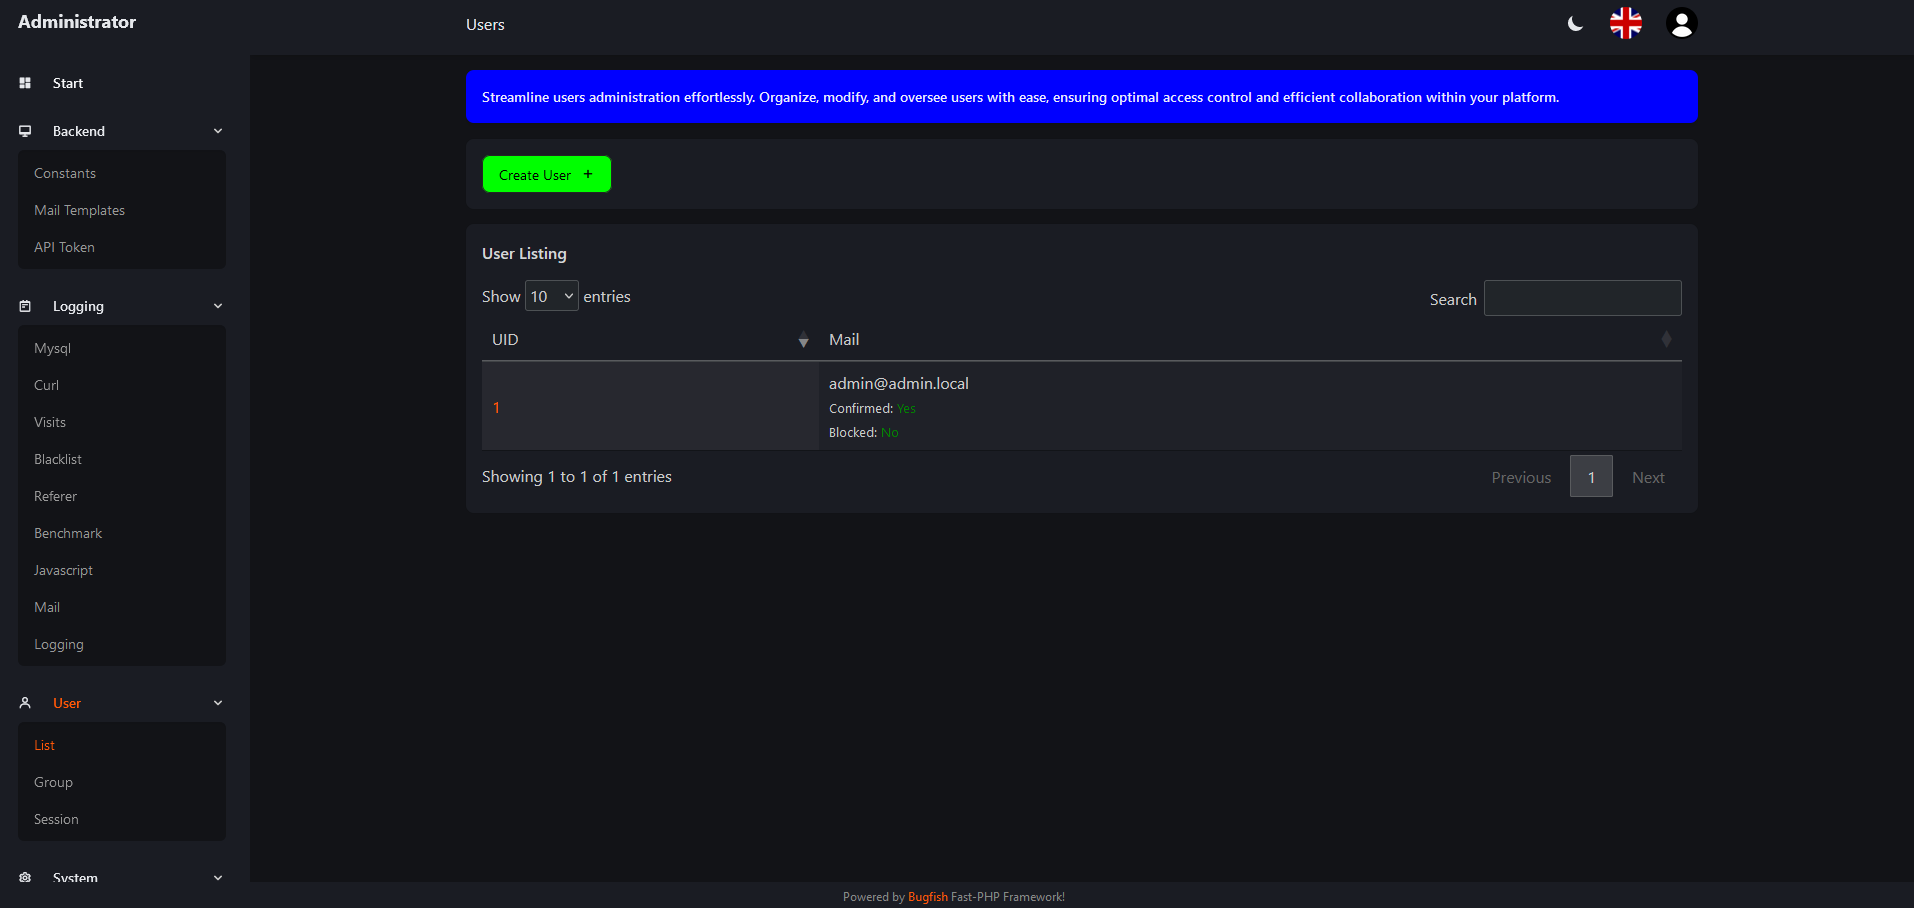 Administrator
Users
Start
Backend
Constants
Mail Templates
API Token
Logging
Mysql
Curl
Visits
Blacklist
Referer
Benchmark
Javascript
Mail
Logging
User
List
Group
Session
System
Streamline users administration effortlessly. Organize, modify, and oversee users with ease, ensuring optimal access control and efficient collaboration within your platform.
Create User +
User Listing
Show 10 entries
Search
UID Mail
1
admin@admin.local
Confirmed: Yes
Blocked: No
Showing 1 to 1 of 1 entries
Previous 1 Next
Powered by Bugfish Fast-PHP Framework!